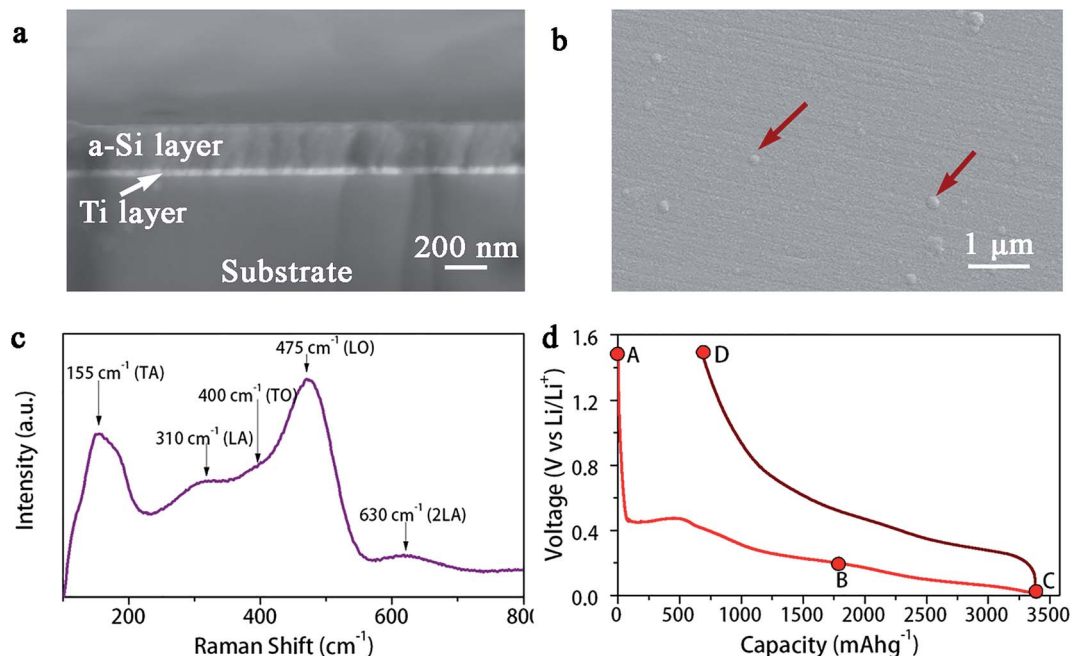 a
a-Si layer
Ti layer
Substrate
200 nm
b
1 μm
c
475 cm⁻¹ (LO)
155 cm⁻¹ (TA)
400 cm⁻¹ (TO)
310 cm⁻¹ (LA)
630 cm⁻¹ (2LA)
Intensity (a.u.)
200 400 600 800
Raman Shift (cm⁻¹)
d
1.6
A
D
1.2
0.8
0.4
B
C
0.0
Voltage (V vs Li/Li⁺)
0 500 1000 1500 2000 2500 3000 3500
Capacity (mAhg⁻¹)